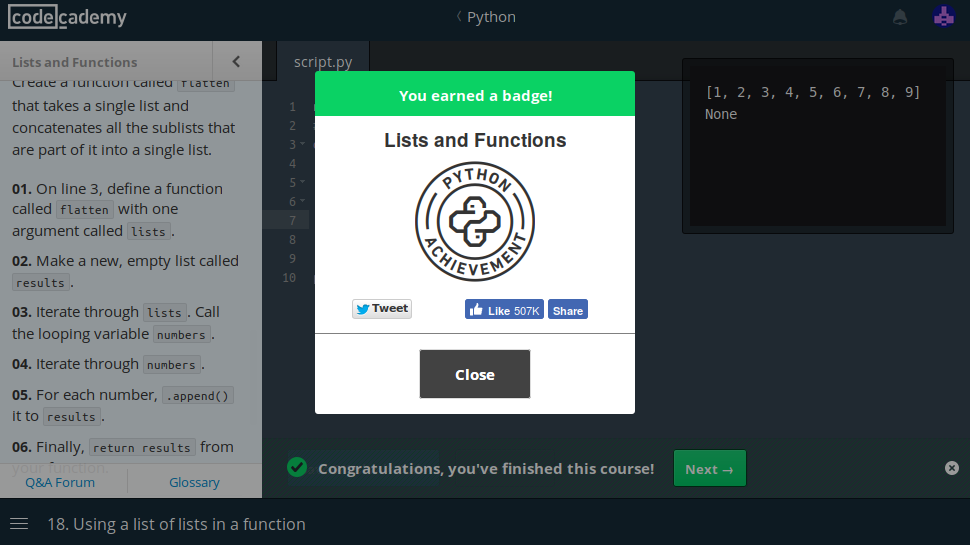 codecademy
Python
Lists and Functions
script.py
Create a function called flatten
that takes a single list and
concatenates all the sublists that
are part of it into a single list.
01. On line 3, define a function
called flatten with one
argument called lists.
02. Make a new, empty list called
results.
03. Iterate through lists. Call
the looping variable numbers.
04. Iterate through numbers.
05. For each number, .append()
it to results.
06. Finally, return results from
your function.
Q&A Forum
Glossary
1
2
3
4
5
6
7
8
9
10
You earned a badge!
Lists and Functions
PYTHON
ACHIEVEMENT
Tweet
Like 507K
Share
Close
[1, 2, 3, 4, 5, 6, 7, 8, 9]
None
Congratulations, you've finished this course!
Next →
18. Using a list of lists in a function